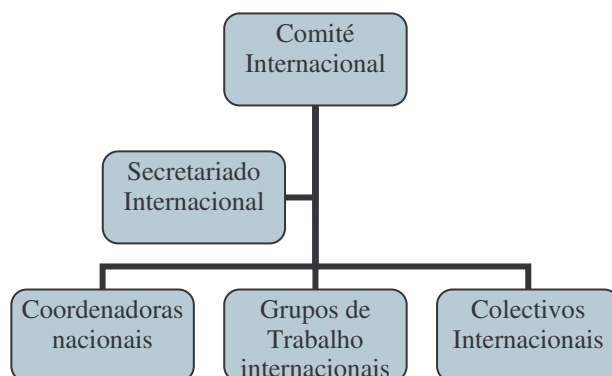 Comité
Internacional
Secretariado
Internacional
Coordenadoras
nacionais
Grupos de
Trabalho
internacionais
Colectivos
Internacionais